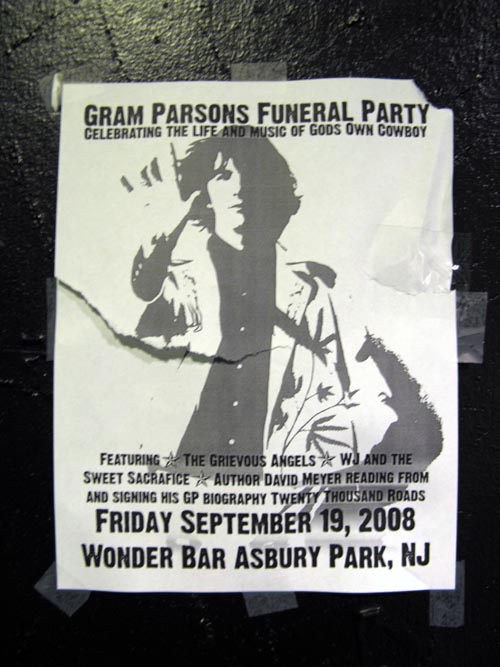 Gram Parsons Funeral Party
Celebrating the life and music of Gods Own Cowboy
Featuring ☆ The Grievous Angels ☆ WJ and the
Sweet Sacrafice ☆ Author David Meyer reading from
and signing his GP biography Twenty Thousand Roads
Friday September 19, 2008
Wonder Bar Asbury Park, NJ